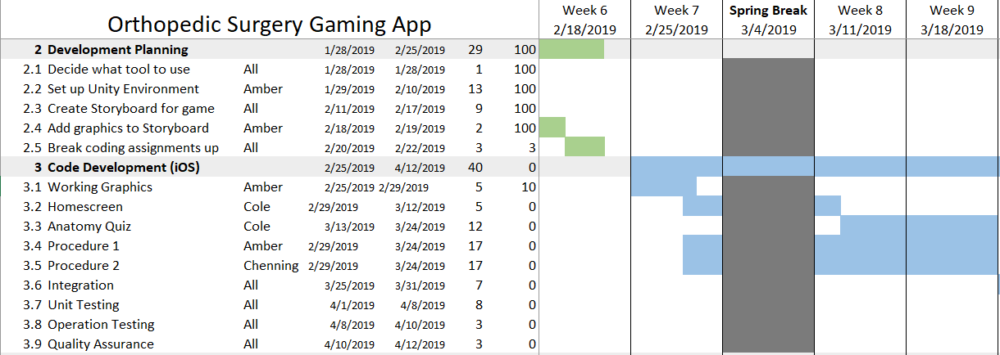 Orthopedic Surgery Gaming App
Week 6 Week 7 Spring Break Week 8 Week 9
2/18/2019 2/25/2019 3/4/2019 3/11/2019 3/18/2019
2 Development Planning 1/28/2019 2/25/2019 29 100
2.1 Decide what tool to use All 1/28/2019 1/28/2019 1 100
2.2 Set up Unity Environment Amber 1/29/2019 2/10/2019 13 100
2.3 Create Storyboard for game All 2/11/2019 2/17/2019 9 100
2.4 Add graphics to Storyboard Amber 2/18/2019 2/19/2019 2 100
2.5 Break coding assignments up All 2/20/2019 2/22/2019 3 3
3 Code Development (iOS) 2/25/2019 4/12/2019 40 0
3.1 Working Graphics Amber 2/25/2019 2/29/2019 5 10
3.2 Homescreen Cole 2/29/2019 3/12/2019 5 0
3.3 Anatomy Quiz Cole 3/13/2019 3/24/2019 12 0
3.4 Procedure 1 Amber 2/29/2019 3/24/2019 17 0
3.5 Procedure 2 Chenning 2/29/2019 3/24/2019 17 0
3.6 Integration All 3/25/2019 3/31/2019 7 0
3.7 Unit Testing All 4/1/2019 4/8/2019 8 0
3.8 Operation Testing All 4/8/2019 4/10/2019 3 0
3.9 Quality Assurance All 4/10/2019 4/12/2019 3 0